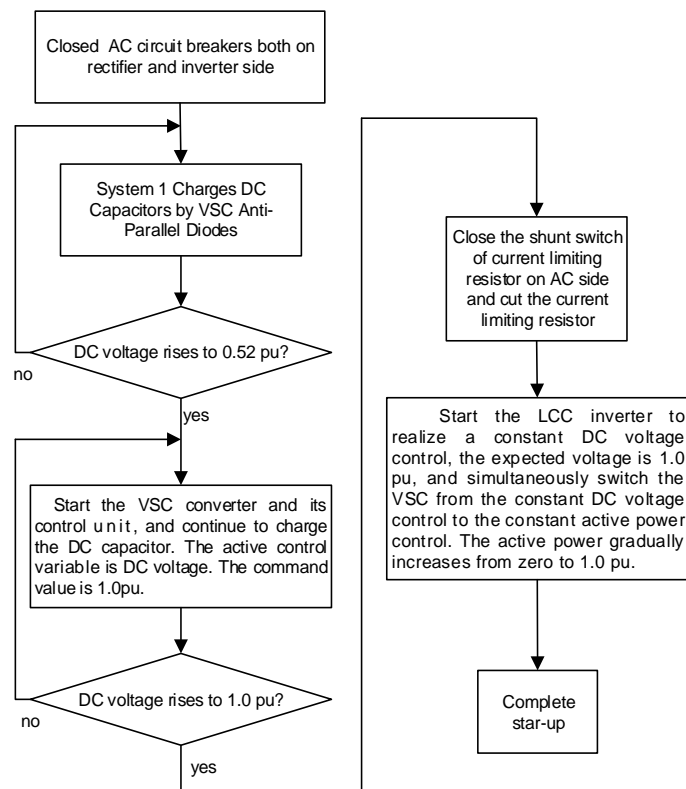 Closed AC circuit breakers both on
rectifier and inverter side
System 1 Charges DC
Capacitors by VSC Anti-
Parallel Diodes
DC voltage rises to 0.52 pu?
no
yes
Start the VSC converter and its
control unit, and continue to charge
the DC capacitor. The active control
variable is DC voltage. The command
value is 1.0pu.
DC voltage rises to 1.0 pu?
no
yes
Close the shunt switch
of current limiting
resistor on AC side
and cut the current
limiting resistor
Start the LCC inverter to
realize a constant DC voltage
control, the expected voltage is 1.0
pu, and simultaneously switch the
VSC from the constant DC voltage
control to the constant active power
control. The active power gradually
increases from zero to 1.0 pu.
Complete
star-up